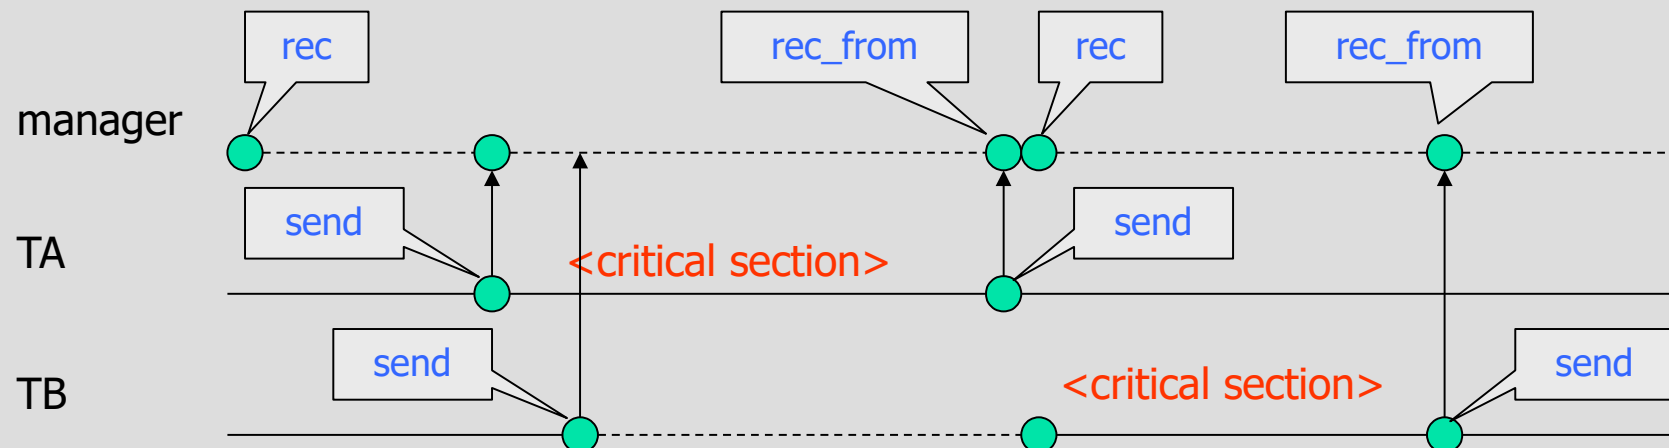 rec
rec_from
rec
rec_from
manager
send
send
TA
<critical section>
send
send
TB
<critical section>